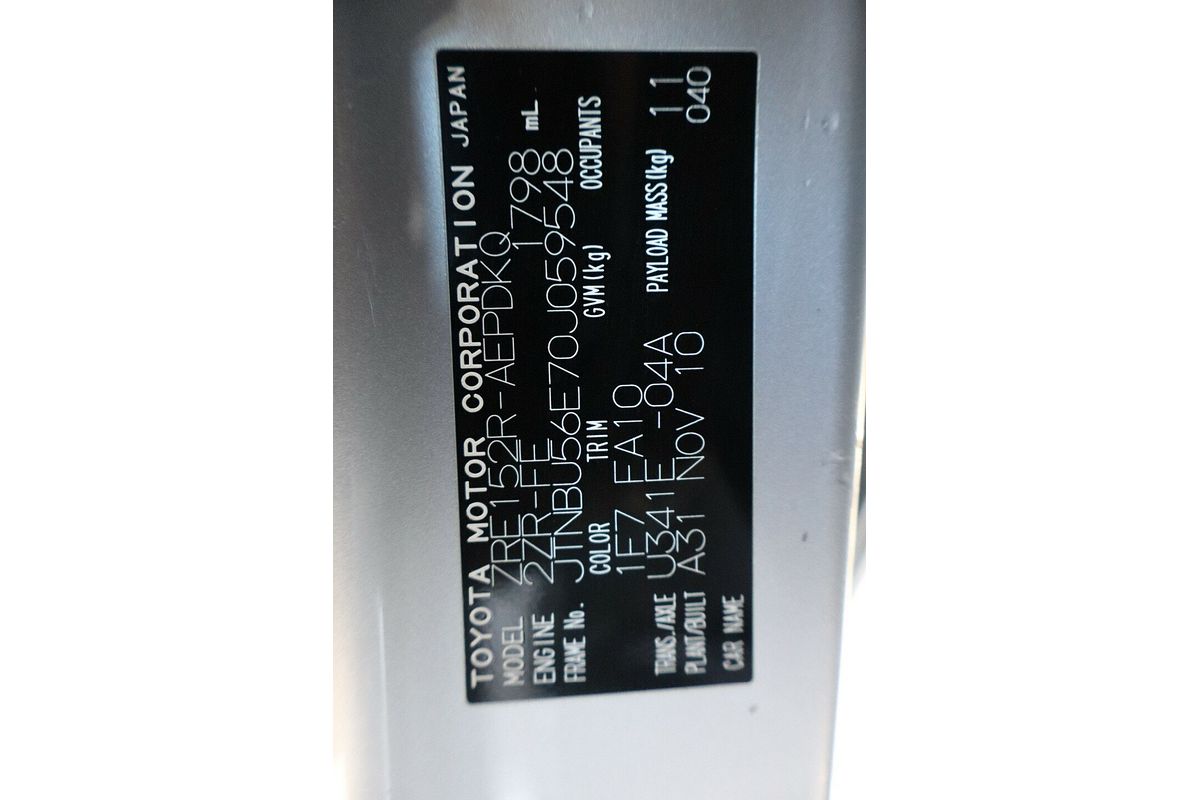 TOYOTA MOTOR CORPORATION JAPAN
MODEL ZRE152R-AEPDKQ
ENGINE 2ZR-FE 1798 mL
FRAME No. JTNBU56E70J059548
COLOR TRIM GVM(kg) OCCUPANTS
1F7 EA10
TRANS./AXLE U341E -04A PAYLOAD MASS(kg) 11
PLANT/BUILT A31 NOV 10 040
CAR NAME